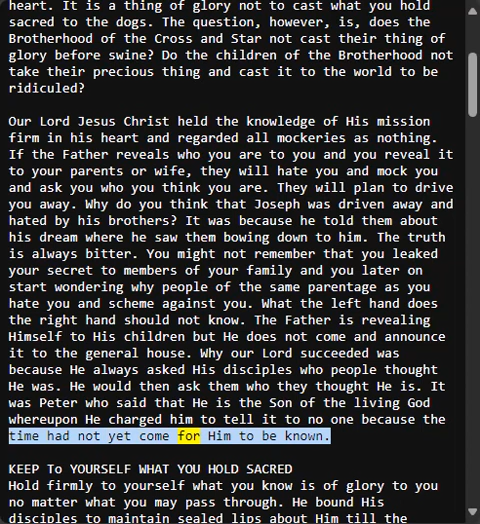 heart. It is a thing of glory not to cast what you hold
sacred to the dogs. The question, however, is, does the
Brotherhood of the Cross and Star not cast their thing of
glory before swine? Do the children of the Brotherhood not
take their precious thing and cast it to the world to be
ridiculed?

Our Lord Jesus Christ held the knowledge of His mission
firm in his heart and regarded all mockeries as nothing.
If the Father reveals who you are to you and you reveal it
to your parents or wife, they will hate you and mock you
and ask you who you think you are. They will plan to drive
you away. Why do you think that Joseph was driven away and
hated by his brothers? It was because he told them about
his dream where he saw them bowing down to him. The truth
is always bitter. You might not remember that you leaked
your secret to members of your family and you later on
start wondering why people of the same parentage as you
hate you and scheme against you. What the left hand does
the right hand should not know. The Father is revealing
Himself to His children but He does not come and announce
it to the general house. Why our Lord succeeded was
because He always asked His disciples who people thought
He was. He would then ask them who they thought He is. It
was Peter who said that He is the Son of the living God
whereupon He charged him to tell it to no one because the
time had not yet come for Him to be known.

KEEP To YOURSELF WHAT YOU HOLD SACRED
Hold firmly to yourself what you know is of glory to you
no matter what you may pass through. He bound His
disciples to maintain sealed lips about Him till the